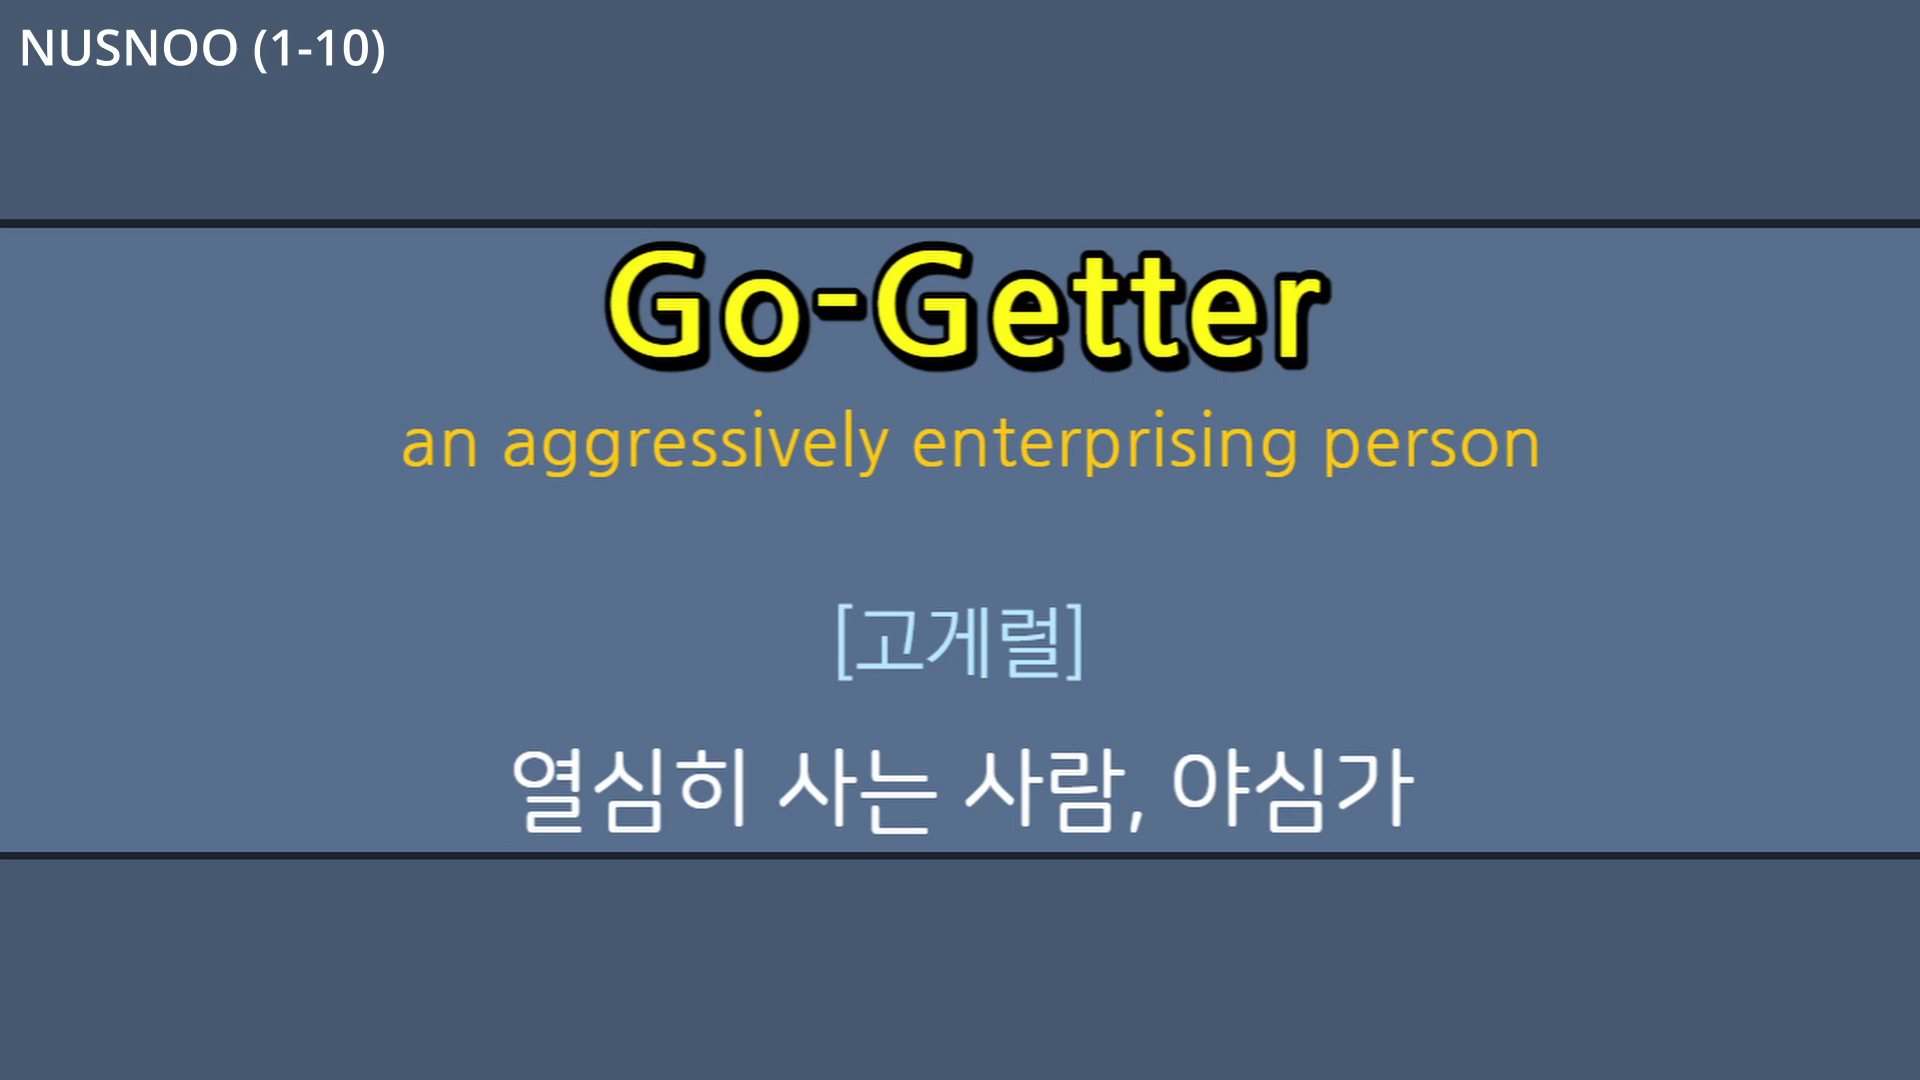 NUSNOO (1-10)
Go-Getter
an aggressively enterprising person
[고게렬]
열심히 사는 사람, 야심가